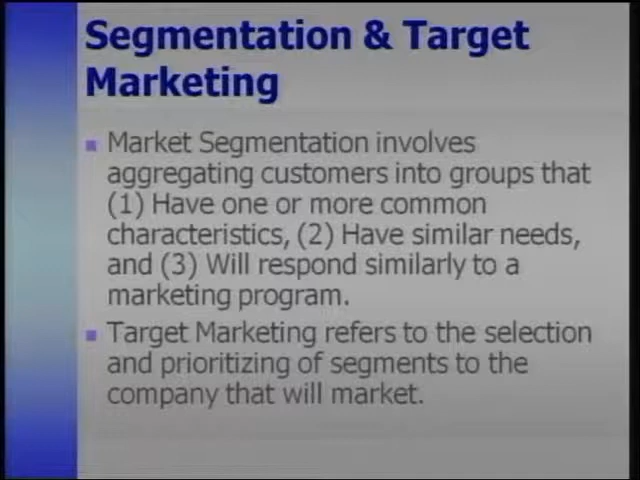 Segmentation & Target
Marketing
Market Segmentation involves
aggregating customers into groups that
(1) Have one or more common
characteristics, (2) Have similar needs,
and (3) Will respond similarly to a
marketing program.
Target Marketing refers to the selection
and prioritizing of segments to the
company that will market.